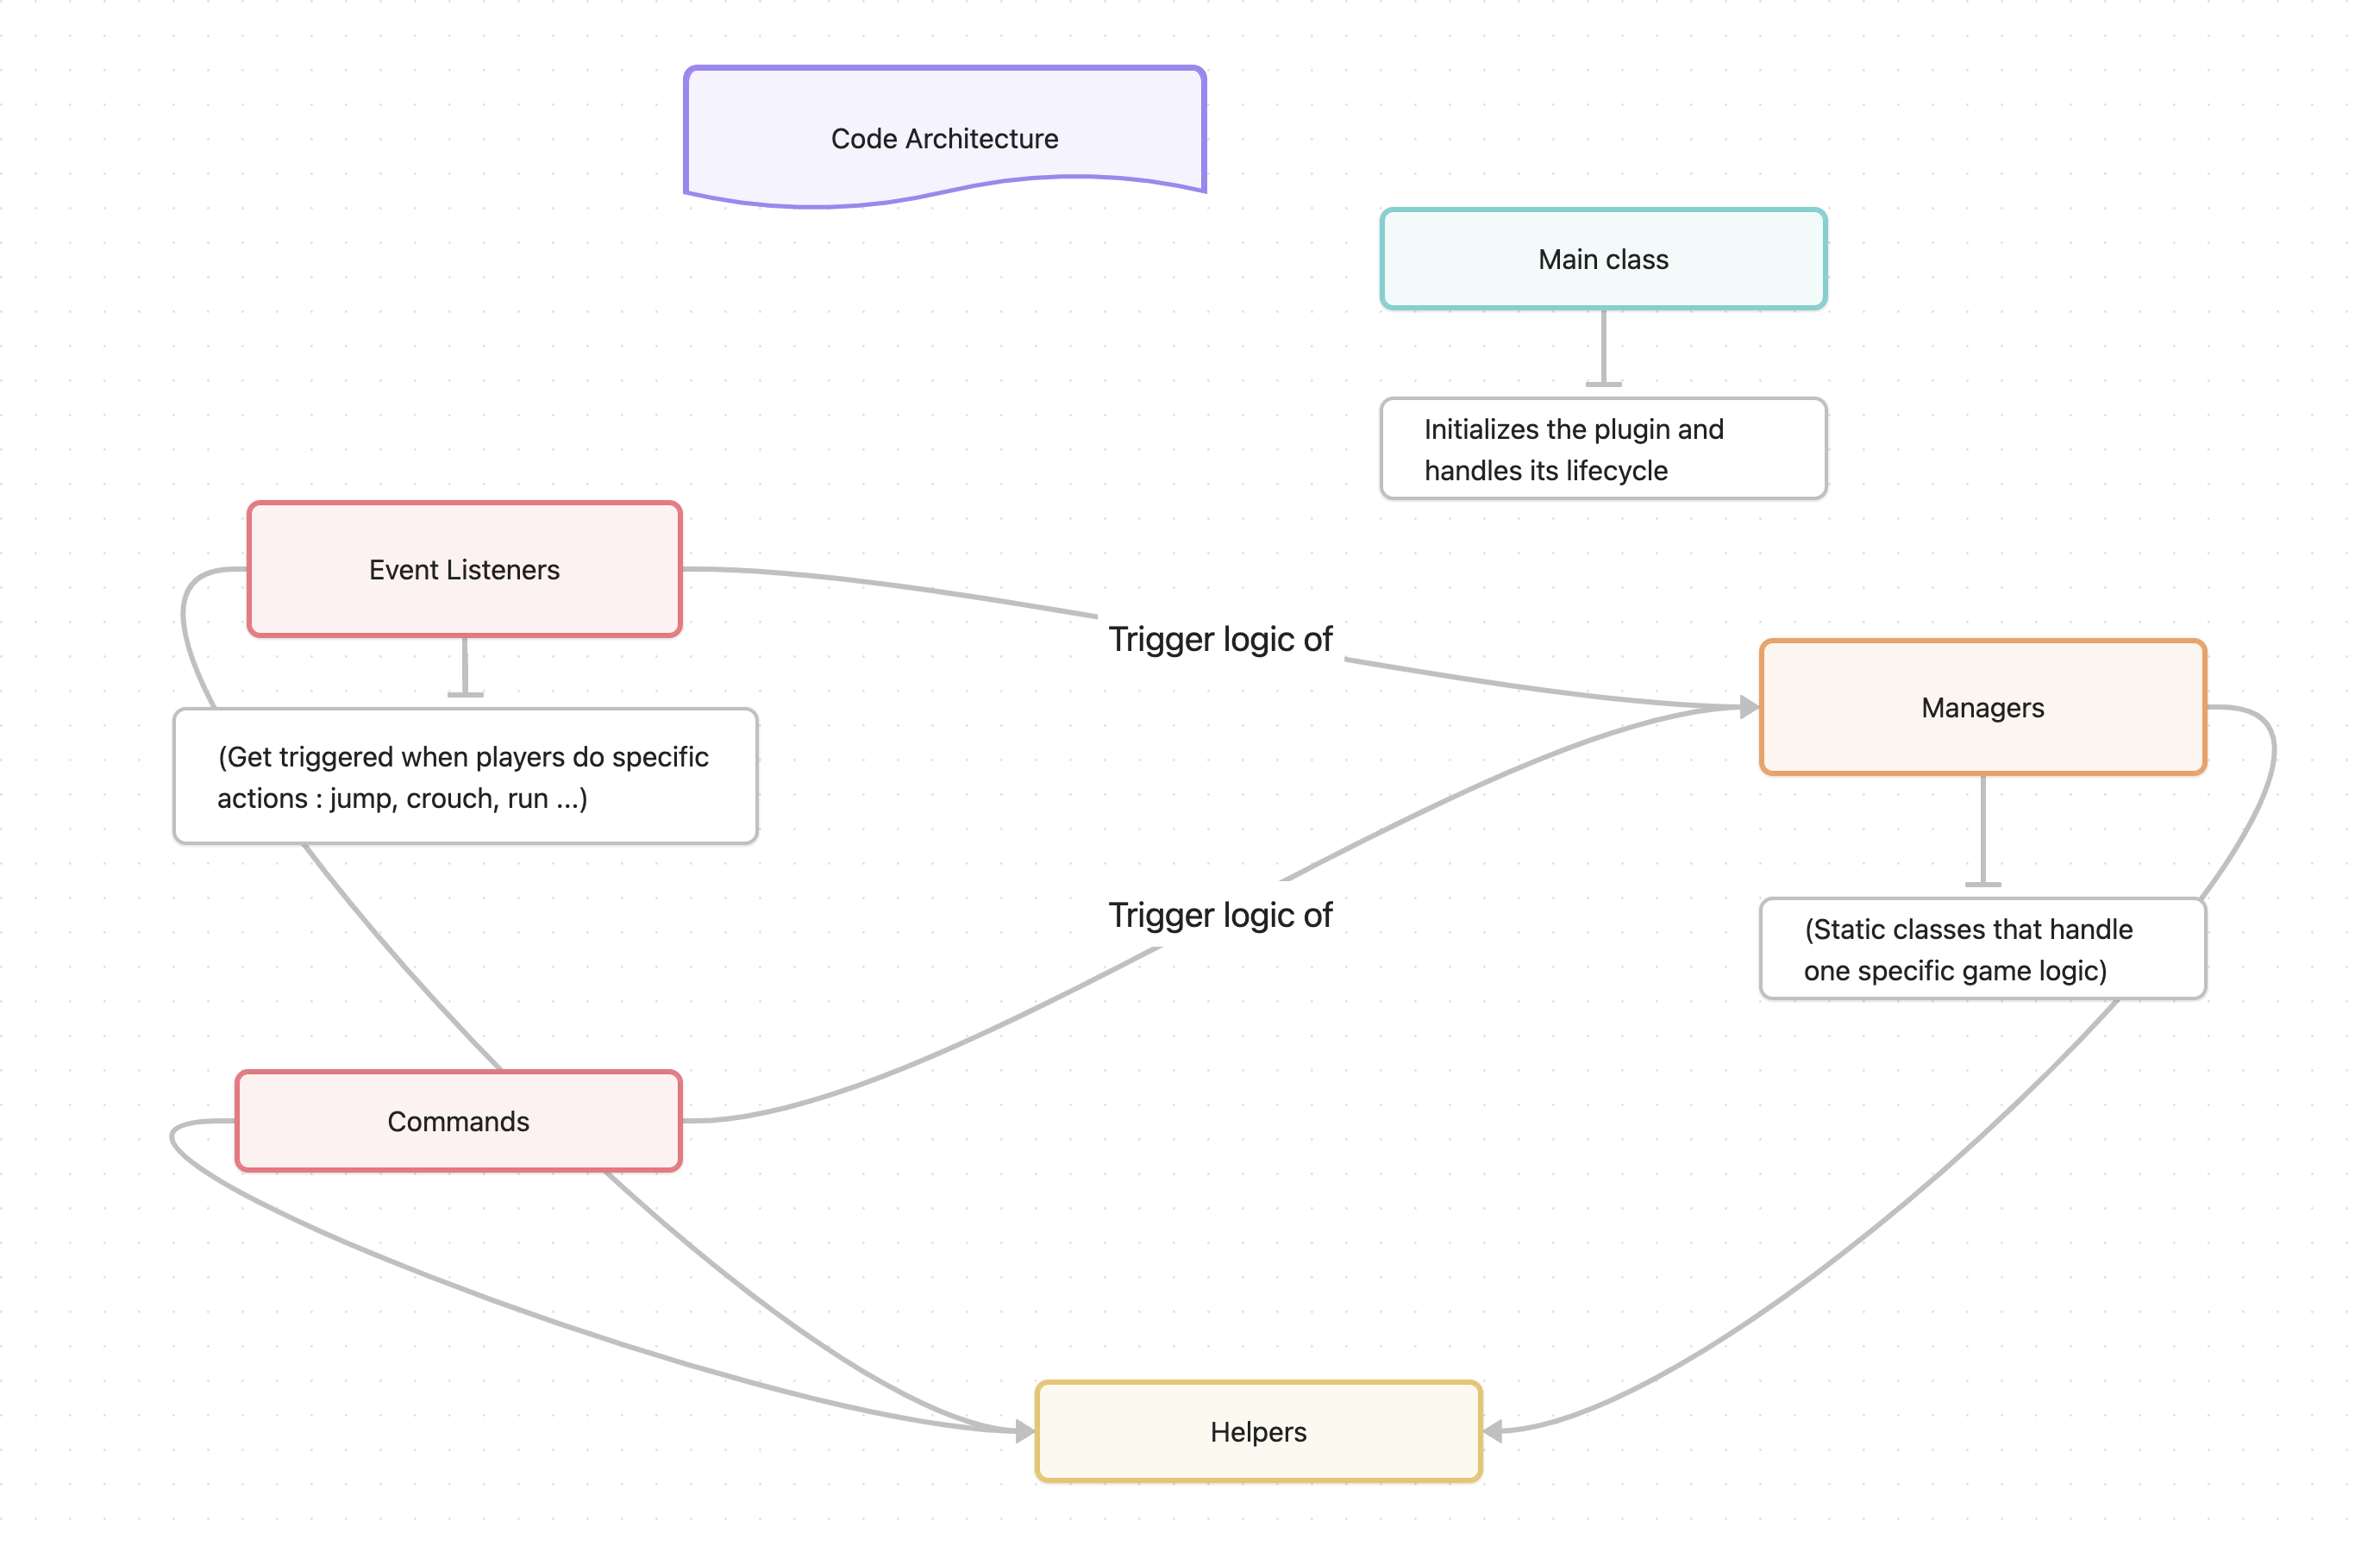 Code Architecture
Main class
Initializes the plugin and
handles its lifecycle
Event Listeners
Trigger logic of
Managers
(Get triggered when players do specific
actions : jump, crouch, run ...)
Trigger logic of
(Static classes that handle
one specific game logic)
Commands
Helpers